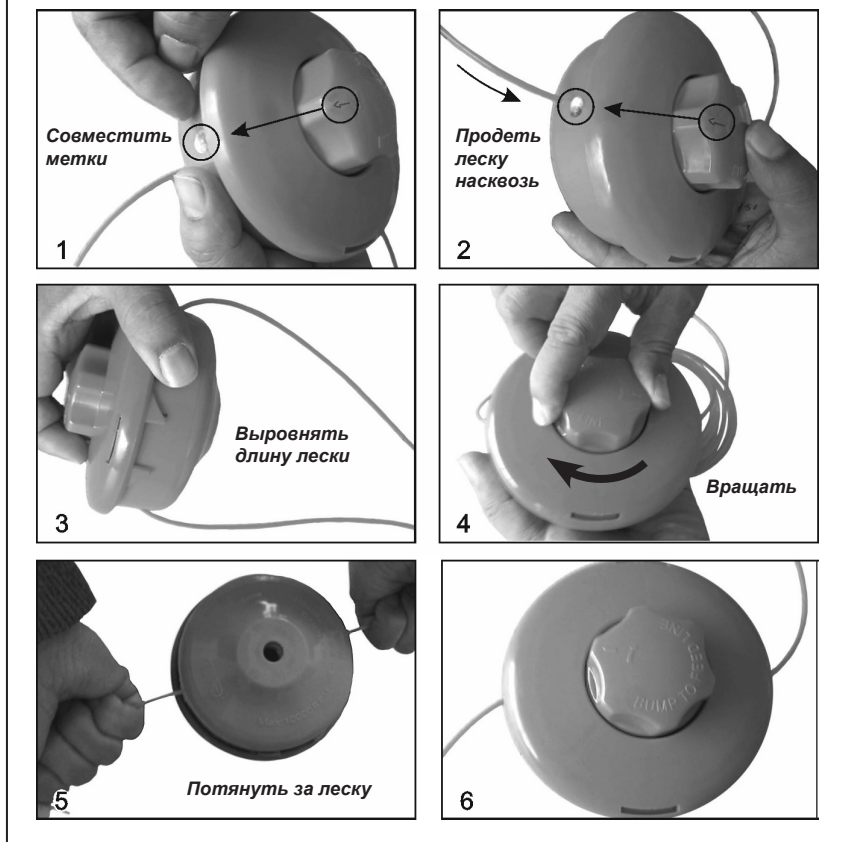 Совместить
метки
1
Продеть
леску
насквозь
2
Выровнять
длину лески
3
Вращать
4
Потянуть за леску
5
BUMP TO FEED LINE
6